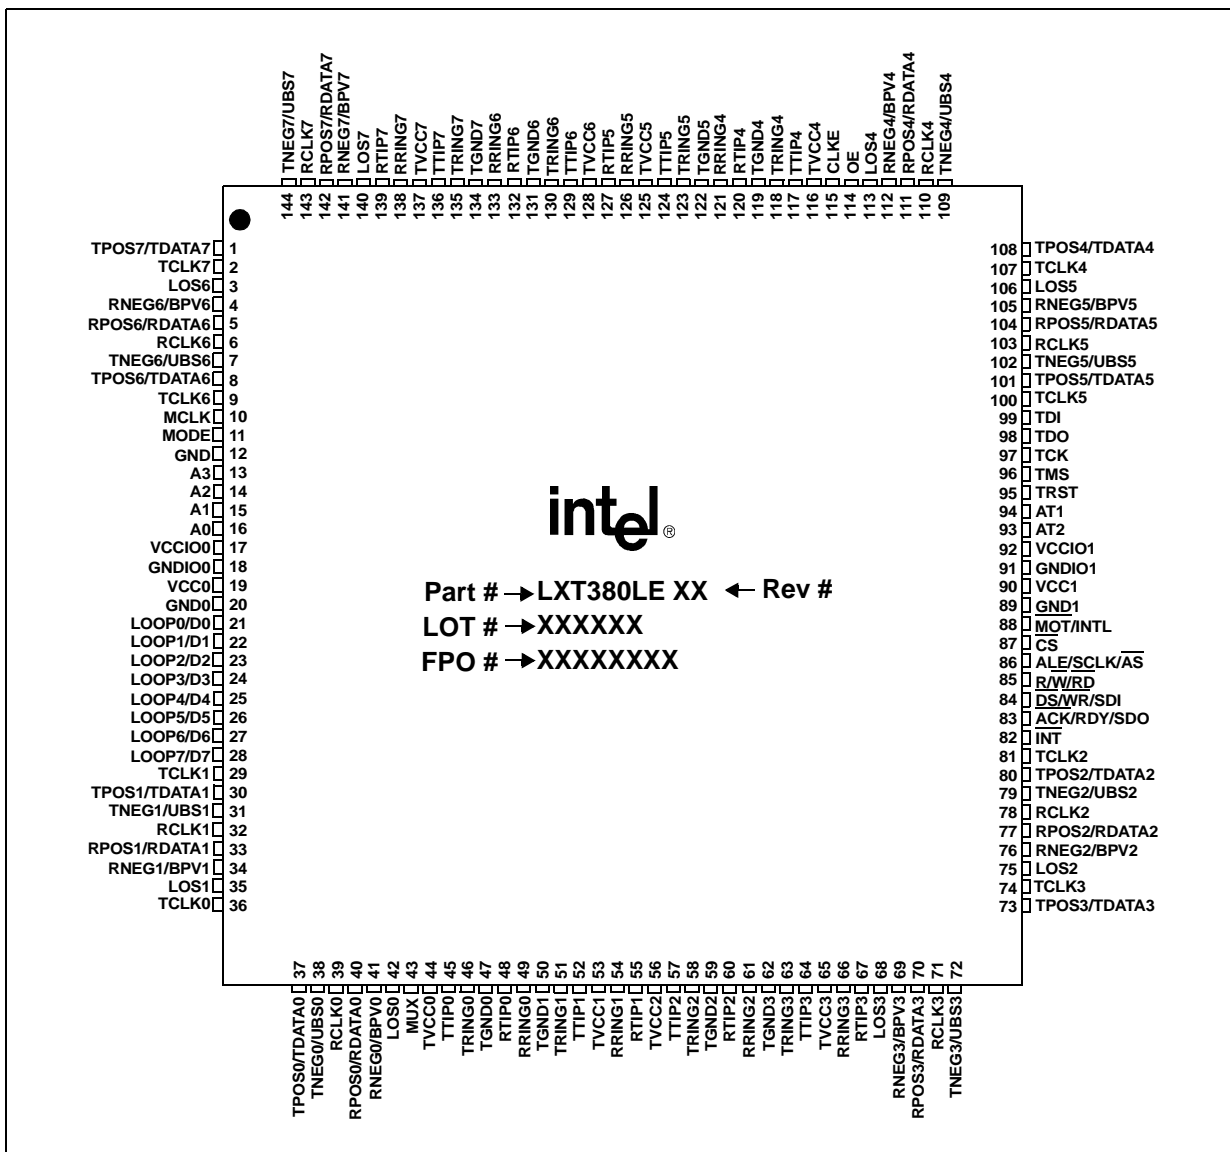 TNEG7/UBS7
RCLK7
RPOS7/RDATA7
RNEG7/BPV7
LOS7
RTIP7
RRING7
TVCC7
TTIP7
TRING7
TGND7
RRING6
RTIP6
TGND6
TRING6
TTIP6
TVCC6
RTIP5
RRING5
TVCC5
TTIP5
TRING5
TGND5
RRING4
RTIP4
TGND4
TRING4
TTIP4
TVCC4
CLKE
OE
LOS4
RNEG4/BPV4
RPOS4/RDATA4
RCLK4
TNEG4/UBS4
144
143
142
141
140
139
138
137
136
135
134
133
132
131
130
129
128
127
126
125
124
123
122
121
120
119
118
117
116
115
114
113
112
111
110
109
TPOS7/TDATA7 1
TCLK7 2
LOS6 3
RNEG6/BPV6 4
RPOS6/RDATA6 5
RCLK6 6
TNEG6/UBS6 7
TPOS6/TDATA6 8
TCLK6 9
MCLK 10
MODE 11
GND 12
A3 13
A2 14
A1 15
A0 16
VCCIO0 17
GNDIO0 18
VCC0 19
GND0 20
LOOP0/D0 21
LOOP1/D1 22
LOOP2/D2 23
LOOP3/D3 24
LOOP4/D4 25
LOOP5/D5 26
LOOP6/D6 27
LOOP7/D7 28
TCLK1 29
TPOS1/TDATA1 30
TNEG1/UBS1 31
RCLK1 32
RPOS1/RDATA1 33
RNEG1/BPV1 34
LOS1 35
TCLK0 36
intel®
Part # → LXT380LE XX ← Rev #
LOT # → XXXXXX
FPO # → XXXXXXXX
108 TPOS4/TDATA4
107 TCLK4
106 LOS5
105 RNEG5/BPV5
104 RPOS5/RDATA5
103 RCLK5
102 TNEG5/UBS5
101 TPOS5/TDATA5
100 TCLK5
99 TDI
98 TDO
97 TCK
96 TMS
95 TRST
94 AT1
93 AT2
92 VCCIO1
91 GNDIO1
90 VCC1
89 GND1
88 MOT/INTL
87 CS
86 ALE/SCLK/AS
85 R/W/RD
84 DS/WR/SDI
83 ACK/RDY/SDO
82 INT
81 TCLK2
80 TPOS2/TDATA2
79 TNEG2/UBS2
78 RCLK2
77 RPOS2/RDATA2
76 RNEG2/BPV2
75 LOS2
74 TCLK3
73 TPOS3/TDATA3
37
38
39
40
41
42
43
44
45
46
47
48
49
50
51
52
53
54
55
56
57
58
59
60
61
62
63
64
65
66
67
68
69
70
71
72
TPOS0/TDATA0
TNEG0/UBS0
RCLK0
RPOS0/RDATA0
RNEG0/BPV0
LOS0
MUX
TVCC0
TTIP0
TRING0
TGND0
RTIP0
RRING0
TGND1
TRING1
TTIP1
TVCC1
RRING1
RTIP1
TVCC2
TTIP2
TRING2
TGND2
RTIP2
RRING2
TGND3
TRING3
TTIP3
TVCC3
RRING3
RTIP3
LOS3
RNEG3/BPV3
RPOS3/RDATA3
RCLK3
TNEG3/UBS3